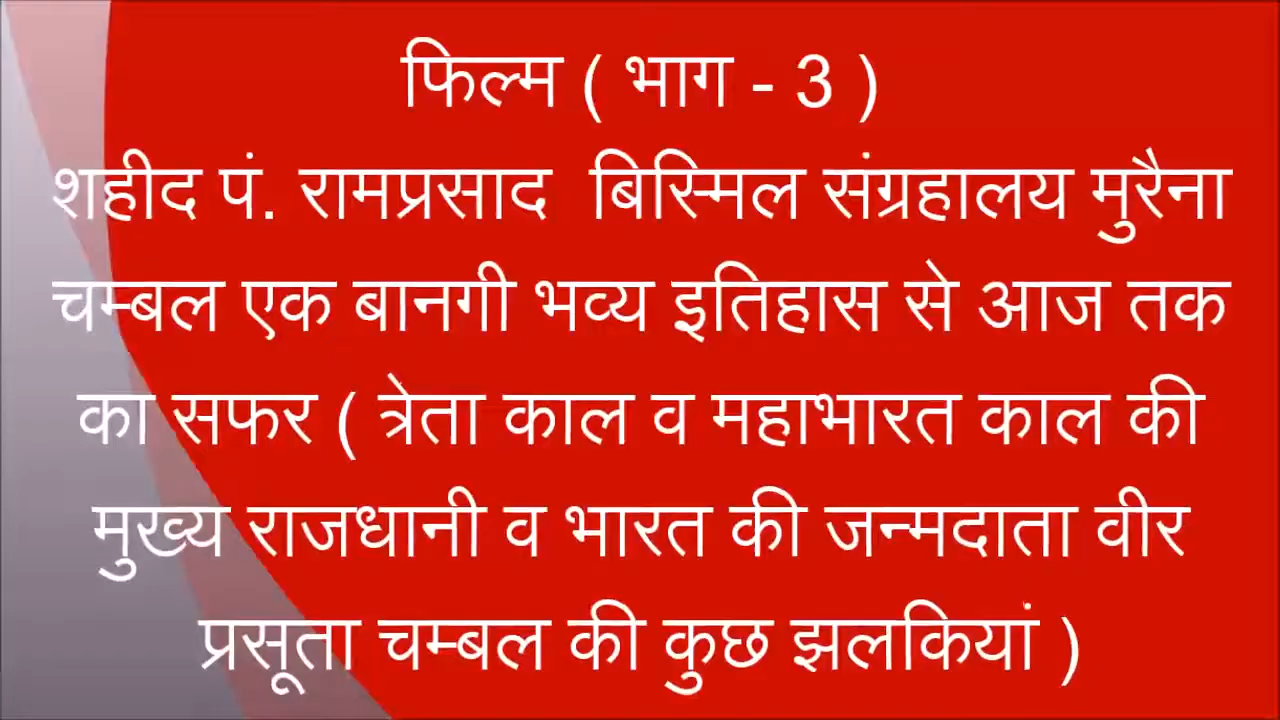 फिल्म ( भाग - 3 )
शहीद पं. रामप्रसाद बिस्मिल संग्रहालय मुरैना
चम्बल एक बानगी भव्य इतिहास से आज तक
का सफर ( त्रेता काल व महाभारत काल की
मुख्य राजधानी व भारत की जन्मदाता वीर
प्रसूता चम्बल की कुछ झलकियां )